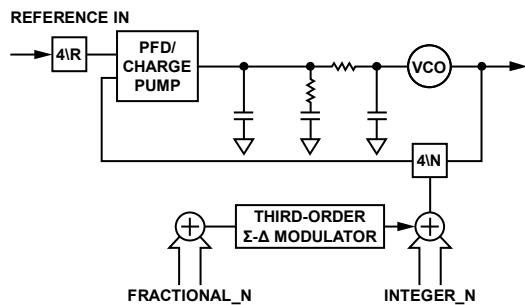 REFERENCE IN
4\R
PFD/
CHARGE
PUMP
VCO
4\N
THIRD-ORDER
Σ-Δ MODULATOR
FRACTIONAL_N
INTEGER_N